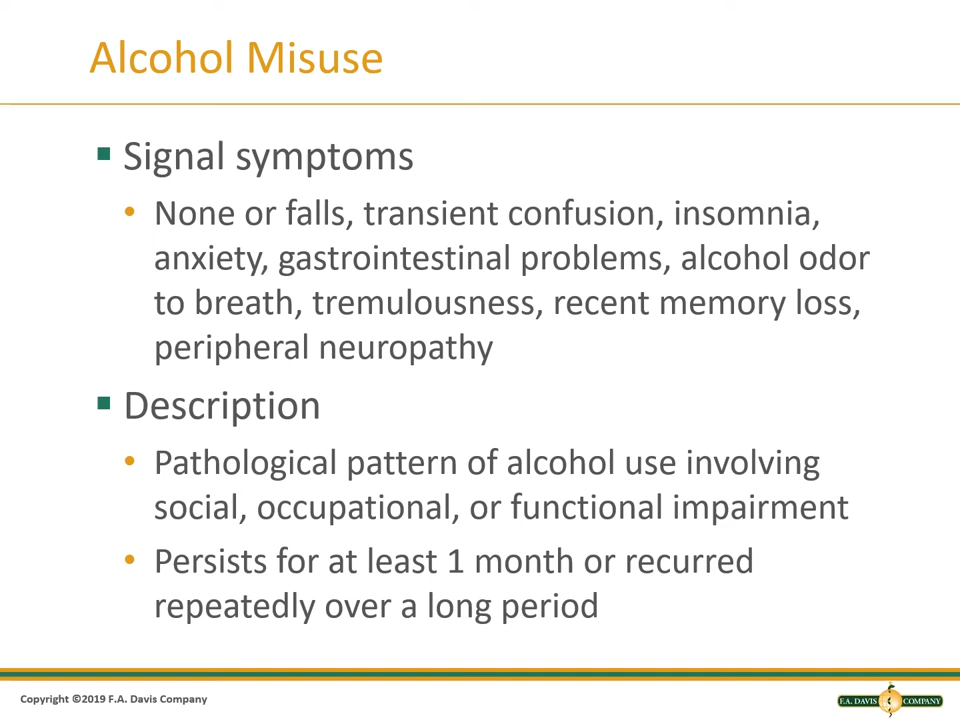 Alcohol Misuse
Signal symptoms
None or falls, transient confusion, insomnia,
anxiety, gastrointestinal problems, alcohol odor
to breath, tremulousness, recent memory loss,
peripheral neuropathy
Description
Pathological pattern of alcohol use involving
social, occupational, or functional impairment
Persists for at least 1 month or recurred
repeatedly over a long period
Copyright ©2019 F.A. Davis Company
F.A. DAVIS COMPANY